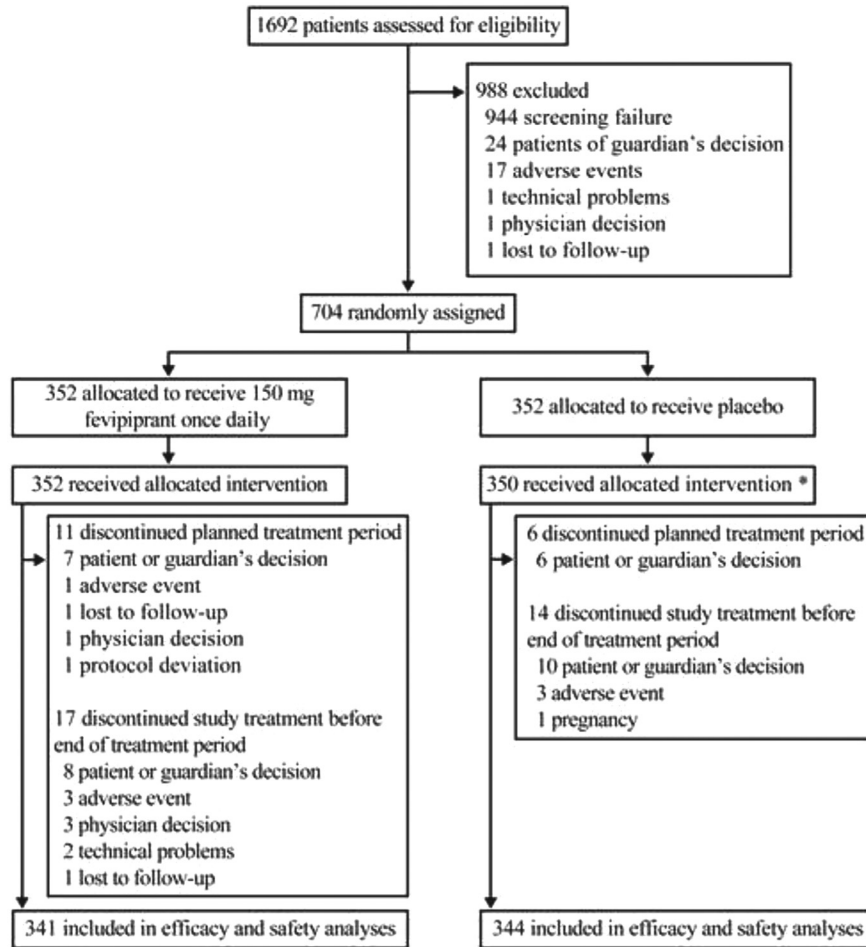 1692 patients assessed for eligibility
988 excluded
944 screening failure
24 patients of guardian's decision
17 adverse events
1 technical problems
1 physician decision
1 lost to follow-up
704 randomly assigned
352 allocated to receive 150 mg
fevipiprant once daily
352 allocated to receive placebo
352 received allocated intervention
350 received allocated intervention *
11 discontinued planned treatment period
7 patient or guardian's decision
1 adverse event
1 lost to follow-up
1 physician decision
1 protocol deviation
17 discontinued study treatment before
end of treatment period
8 patient or guardian's decision
3 adverse event
3 physician decision
2 technical problems
1 lost to follow-up
6 discontinued planned treatment period
6 patient or guardian's decision
14 discontinued study treatment before
end of treatment period
10 patient or guardian's decision
3 adverse event
1 pregnancy
341 included in efficacy and safety analyses
344 included in efficacy and safety analyses